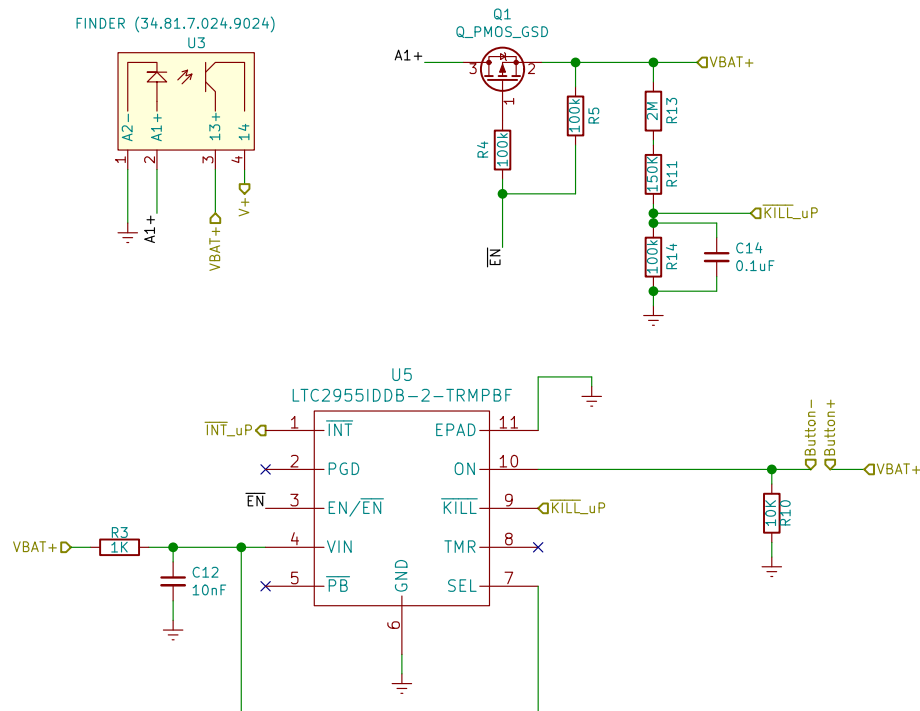 FINDER (34.81.7.024.9024)
U3
A2-
A1+
13+
14
1
2
3
4
A1+
VBAT+
V+
Q1
Q_PMOS_GSD
A1+
3
2
1
VBAT+
R4
100k
100k
R5
2M
R13
150K
R11
KILL_uP
100k
R14
C14
0.1uF
EN
U5
LTC2955IDDB-2-TRMPBF
INT_uP
1
INT
EPAD
11
2
PGD
ON
10
Button-
Button+
VBAT+
EN
3
EN/EN
KILL
9
KILL_uP
10K
R10
VBAT+
R3
1K
4
VIN
TMR
8
C12
10nF
5
PB
GND
SEL
7
6